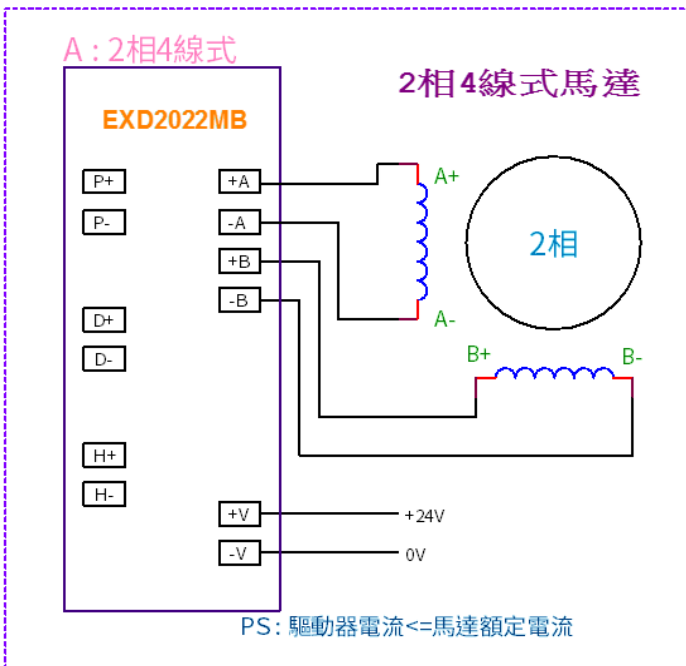 A : 2相4線式
2相4線式馬達
EXD2022MB
P+
+A
A+
P-
-A
2相
+B
-B
D+
A-
D-
B+
B-
H+
H-
+V
+24V
-V
0V
PS : 驅動器電流<=馬達額定電流